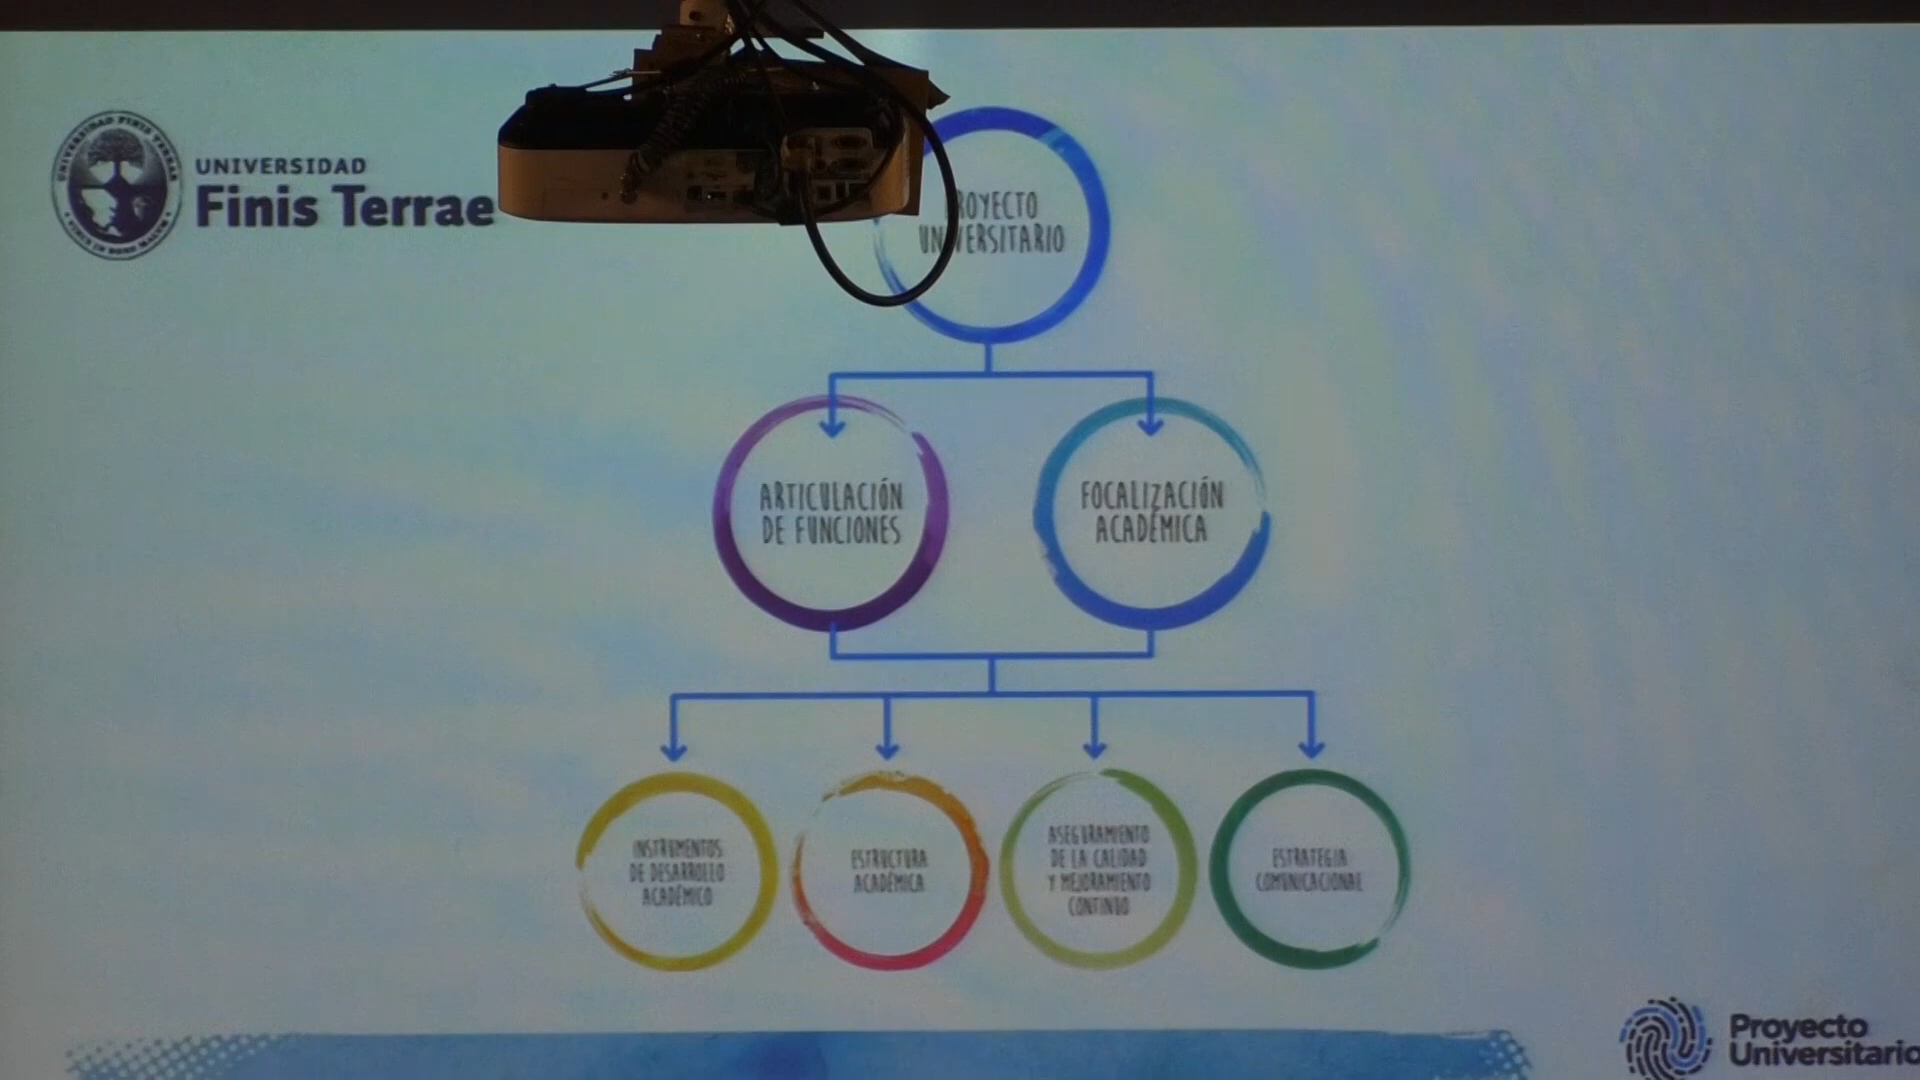 UNIVERSIDAD
Finis Terrae
PROYECTO
UNIVERSITARIO
ARTICULACIÓN
DE FUNCIONES
FOCALIZACIÓN
ACADÉMICA
INSTRUMENTOS
DE DESARROLLO
ACADÉMICO
ESTRUCTURA
ACADÉMICA
ASEGURAMIENTO
DE LA CALIDAD
Y MEJORAMIENTO
CONTINUO
ESTRATEGIA
COMUNICACIONAL
Proyecto
Universitario